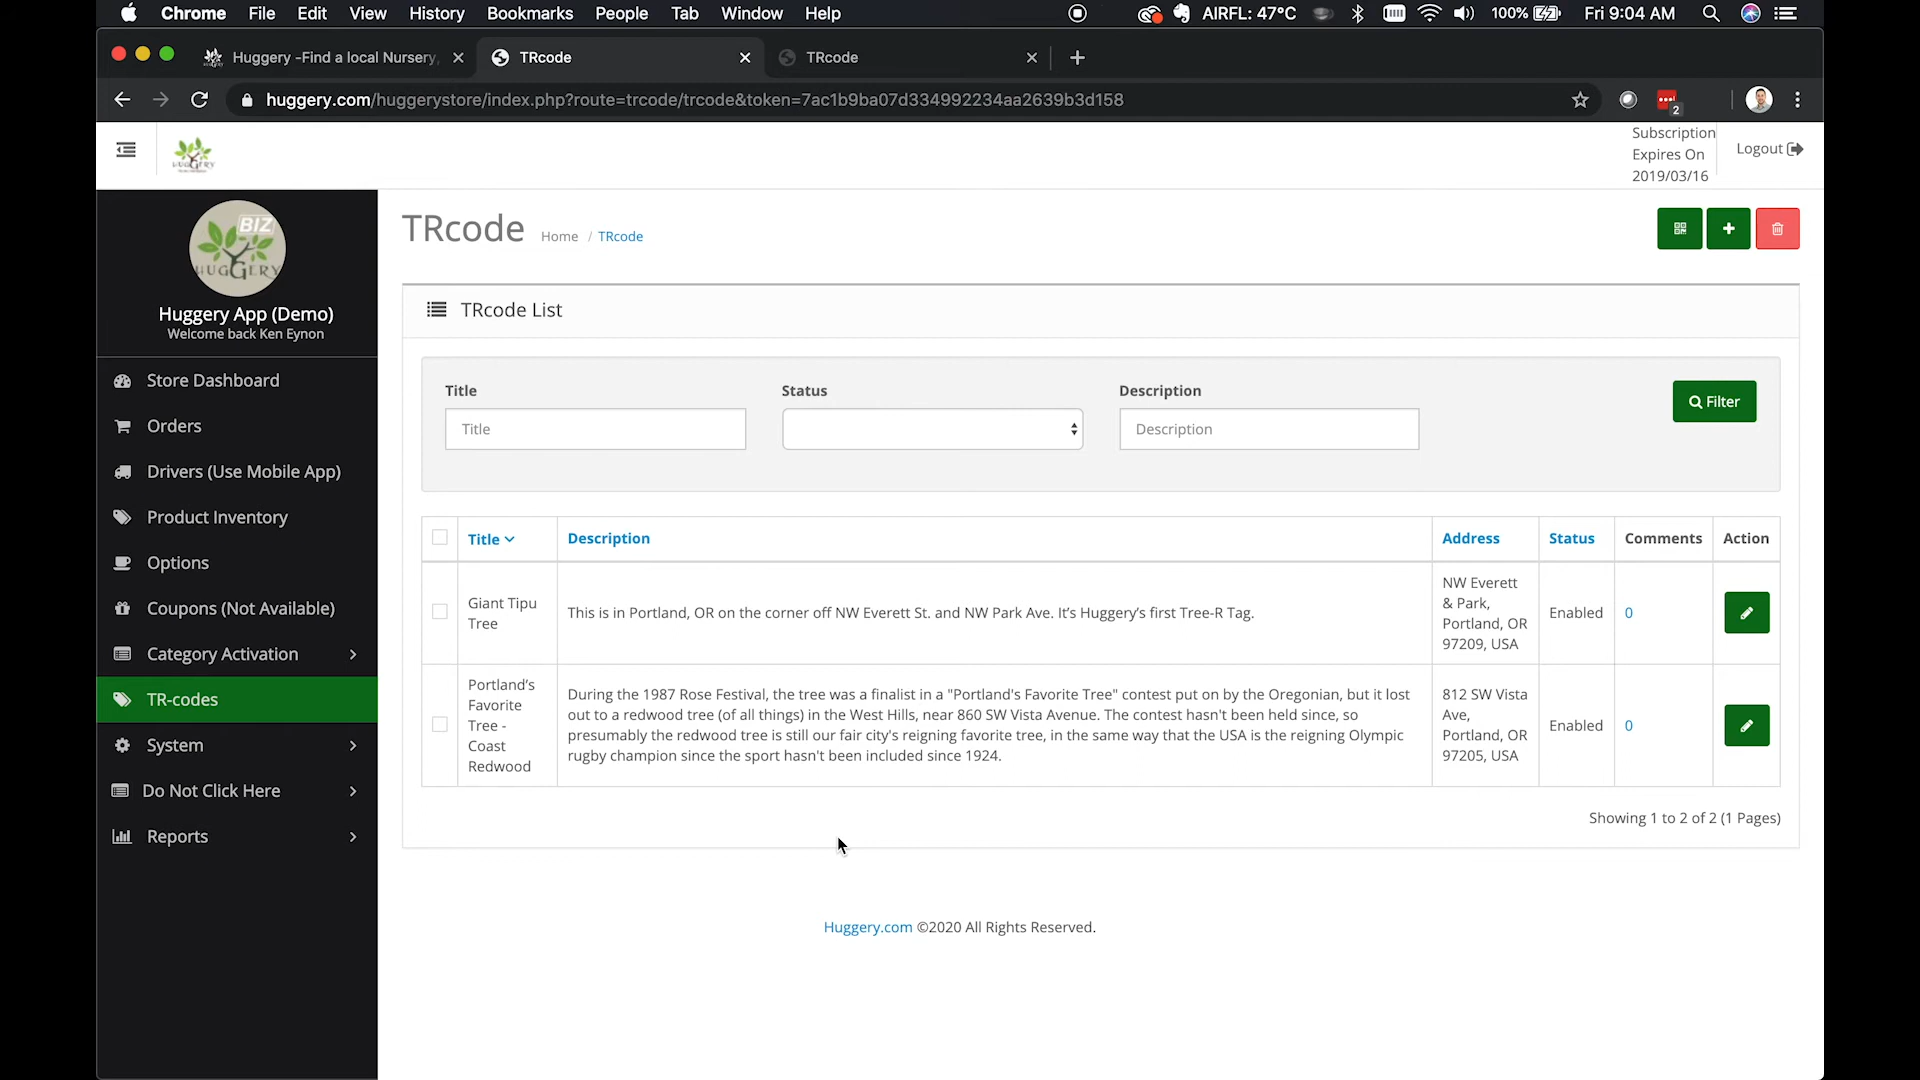 Chrome File Edit View History Bookmarks People Tab Window Help AIRFL: 47°C 100% Fri 9:04 AM
Huggery -Find a local Nursery, TRcode TRcode
huggery.com/huggerystore/index.php?route=trcode/trcode&token=7ac1b9ba07d334992234aa2639b3d158
2
HUGGERY
Subscription
Expires On
2019/03/16
Logout
BIZ
HUGGERY
Huggery App (Demo)
Welcome back Ken Eynon
Store Dashboard
Orders
Drivers (Use Mobile App)
Product Inventory
Options
Coupons (Not Available)
Category Activation
TR-codes
System
Do Not Click Here
Reports
TRcode Home / TRcode
TRcode List
Title Status Description
Title Description
Filter
Title Description Address Status Comments Action
Giant Tipu
Tree
This is in Portland, OR on the corner off NW Everett St. and NW Park Ave. It’s Huggery’s first Tree-R Tag.
NW Everett
& Park,
Portland, OR
97209, USA
Enabled
0
Portland’s
Favorite
Tree -
Coast
Redwood
During the 1987 Rose Festival, the tree was a finalist in a "Portland's Favorite Tree" contest put on by the Oregonian, but it lost
out to a redwood tree (of all things) in the West Hills, near 860 SW Vista Avenue. The contest hasn't been held since, so
presumably the redwood tree is still our fair city's reigning favorite tree, in the same way that the USA is the reigning Olympic
rugby champion since the sport hasn't been included since 1924.
812 SW Vista
Ave,
Portland, OR
97205, USA
Enabled
0
Showing 1 to 2 of 2 (1 Pages)
Huggery.com ©2020 All Rights Reserved.